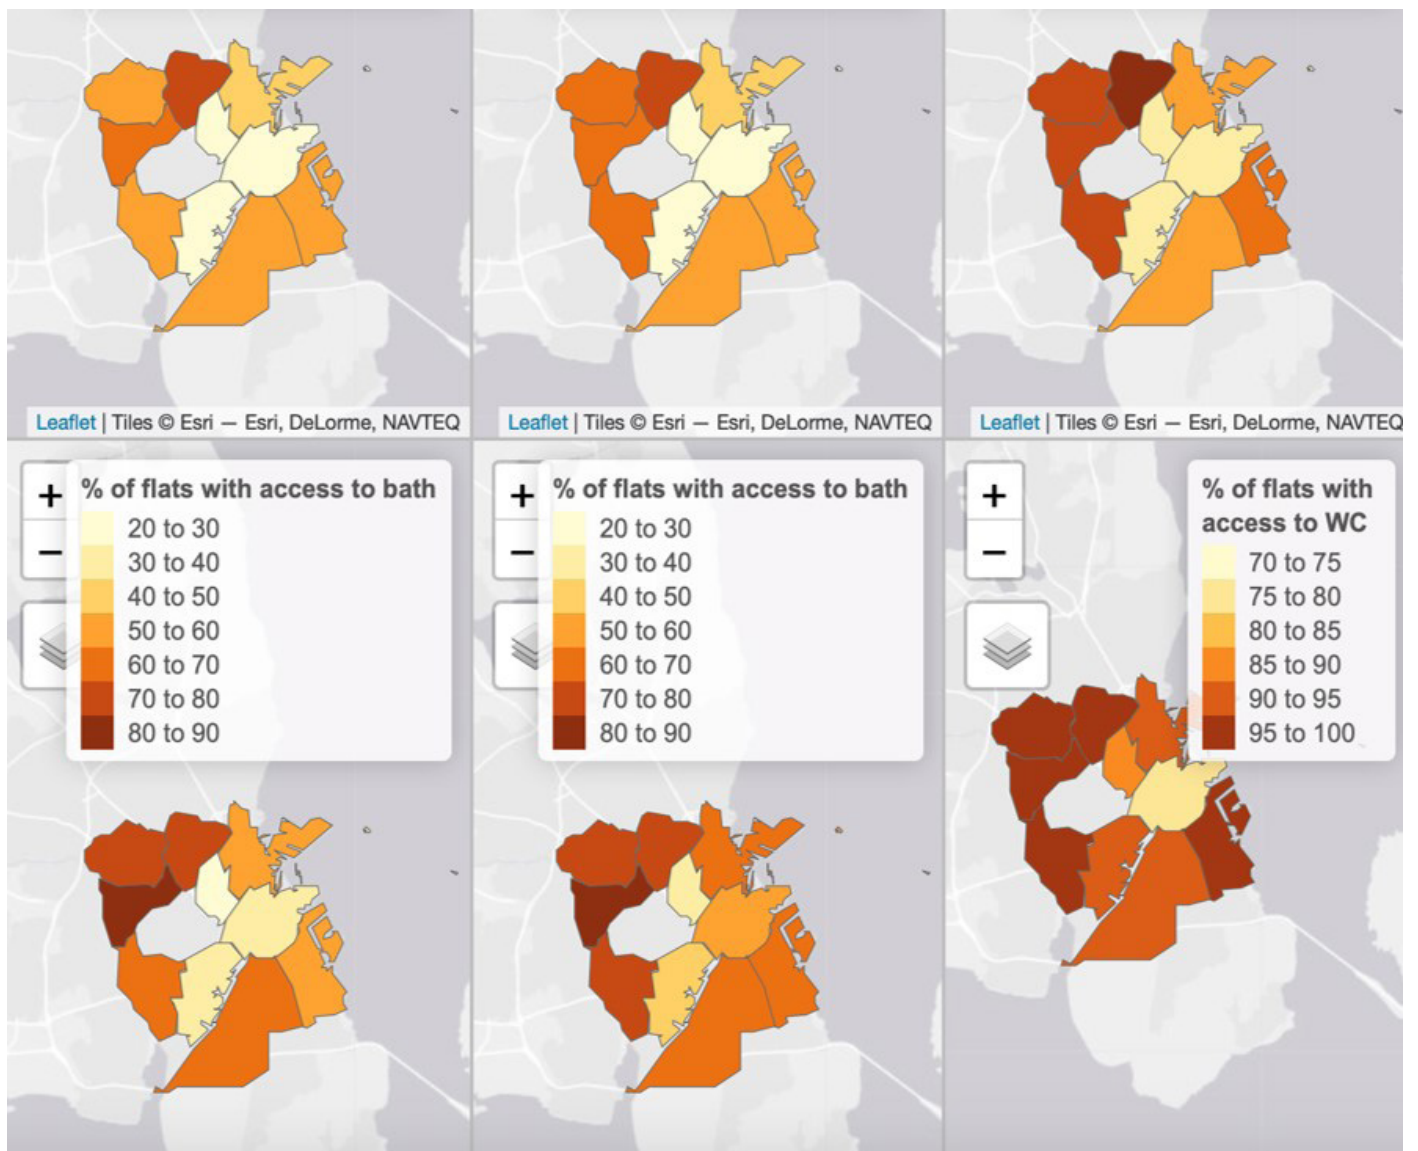 Leaflet | Tiles © Esri — Esri, DeLorme, NAVTEQ
Leaflet | Tiles © Esri — Esri, DeLorme, NAVTEQ
Leaflet | Tiles © Esri — Esri, DeLorme, NAVTEQ
+
−
% of flats with access to bath
20 to 30
30 to 40
40 to 50
50 to 60
60 to 70
70 to 80
80 to 90
+
−
% of flats with access to bath
20 to 30
30 to 40
40 to 50
50 to 60
60 to 70
70 to 80
80 to 90
+
−
% of flats with
access to WC
70 to 75
75 to 80
80 to 85
85 to 90
90 to 95
95 to 100